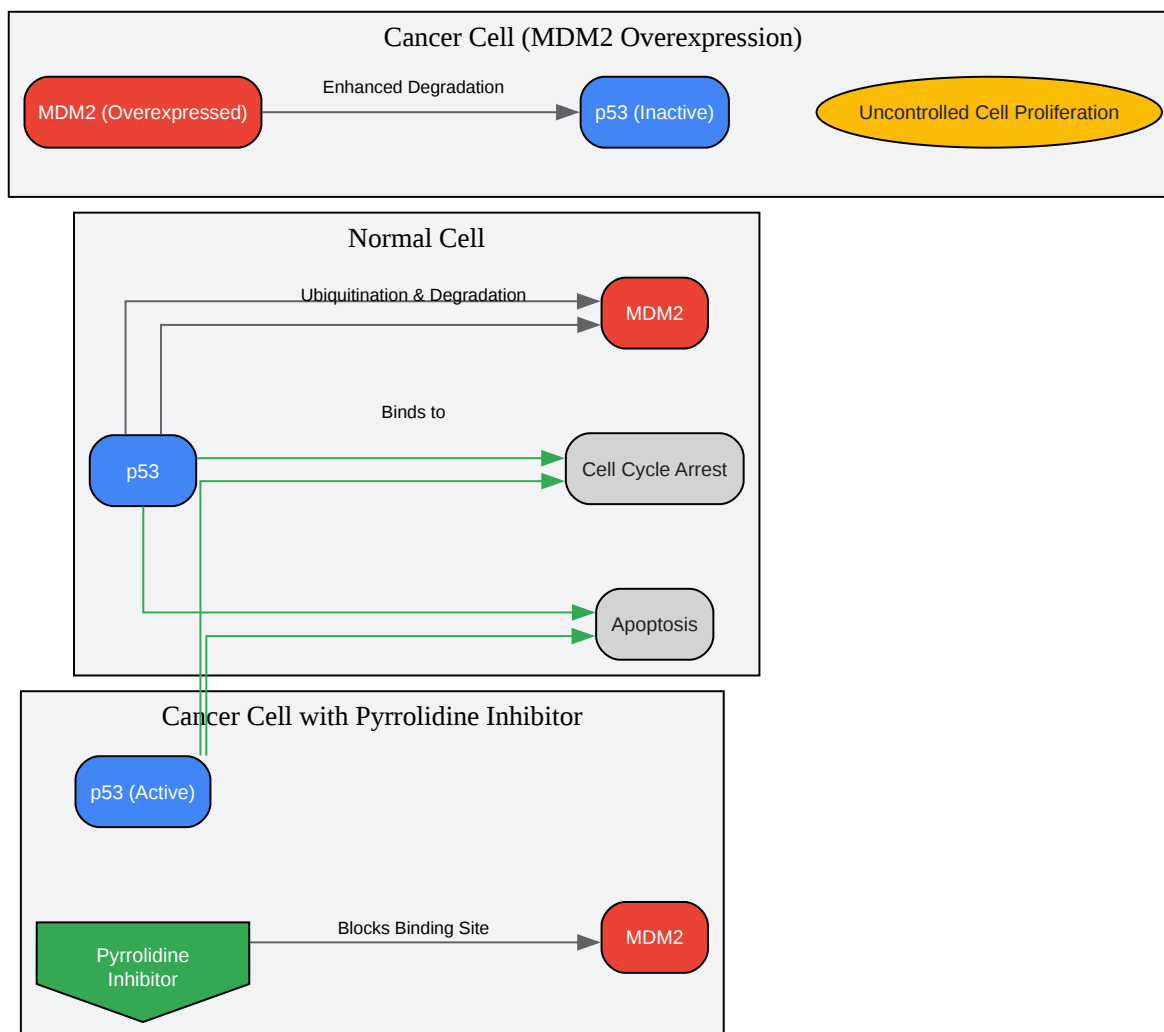 Cancer Cell (MDM2 Overexpression)
MDM2 (Overexpressed)
Enhanced Degradation
p53 (Inactive)
Uncontrolled Cell Proliferation
Normal Cell
Ubiquitination & Degradation
MDM2
Binds to
p53
Cell Cycle Arrest
Apoptosis
Cancer Cell with Pyrrolidine Inhibitor
p53 (Active)
Blocks Binding Site
MDM2
Pyrrolidine
Inhibitor